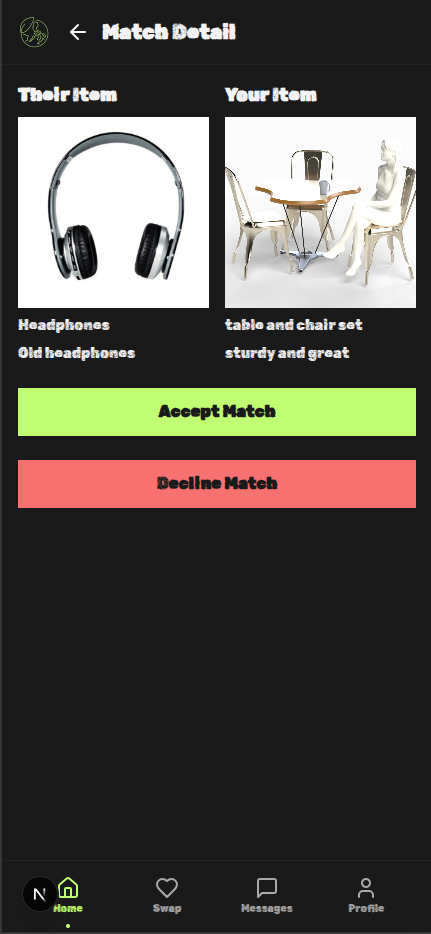 Match Detail
Their Item
Your Item
Headphones
Old headphones
table and chair set
sturdy and great
Accept Match
Decline Match
N
Home
Swap
Messages
Profile